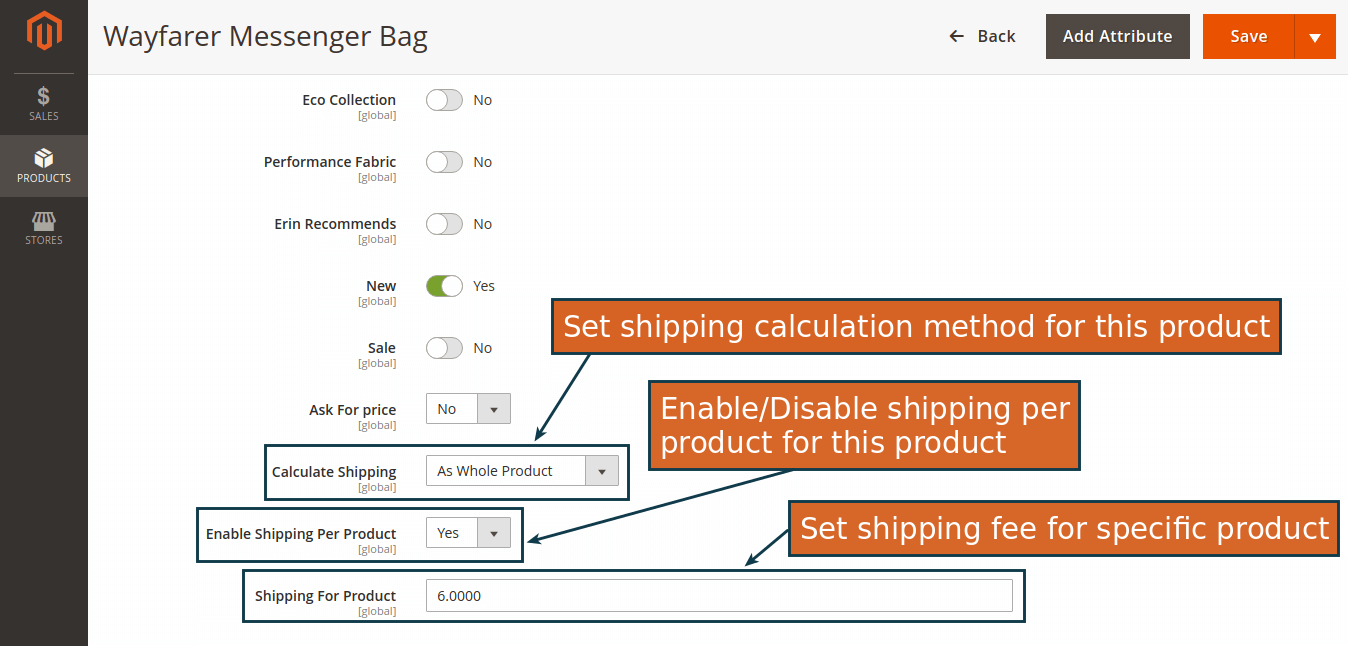 Wayfarer Messenger Bag
Back
Add Attribute
Save
SALES
PRODUCTS
STORES
Eco Collection
[global]
No
Performance Fabric
[global]
No
Erin Recommends
[global]
No
New
[global]
Yes
Sale
[global]
No
Ask For price
[global]
No
Calculate Shipping
[global]
As Whole Product
Enable Shipping Per Product
[global]
Yes
Shipping For Product
[global]
6.0000
Set shipping calculation method for this product
Enable/Disable shipping per
product for this product
Set shipping fee for specific product